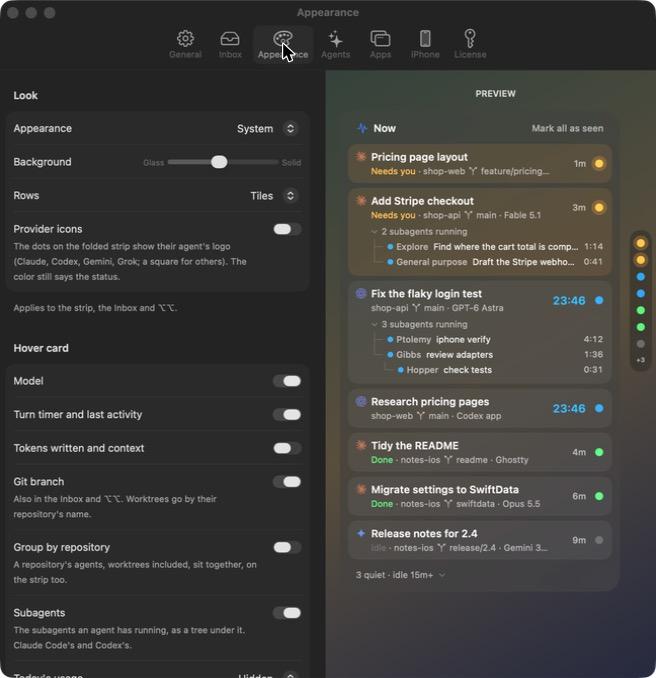 Appearance
General
Inbox
Appearance
Agents
Apps
iPhone
License
Look
Appearance
System
Background
Glass
Solid
Rows
Tiles
Provider icons
The dots on the folded strip show their agent's logo
(Claude, Codex, Gemini, Grok; a square for others). The
color still says the status.
Applies to the strip, the Inbox and ⌥⌥.
Hover card
Model
Turn timer and last activity
Tokens written and context
Git branch
Also in the Inbox and ⌥⌥. Worktrees go by their
repository's name.
Group by repository
A repository's agents, worktrees included, sit together, on
the strip too.
Subagents
The subagents an agent has running, as a tree under it.
Claude Code's and Codex's.
Today's usage
Hidden
PREVIEW
Now
Mark all as seen
Pricing page layout
1m
Needs you · shop-web feature/pricing...
Add Stripe checkout
3m
Needs you · shop-api main · Fable 5.1
2 subagents running
Explore Find where the cart total is comp... 1:14
General purpose Draft the Stripe webho... 0:41
Fix the flaky login test
23:46
shop-api main · GPT-6 Astra
3 subagents running
Ptolemy iphone verify 4:12
Gibbs review adapters 1:36
Hopper check tests 0:31
Research pricing pages
23:46
shop-web main · Codex app
Tidy the README
4m
Done · notes-ios readme · Ghostty
Migrate settings to SwiftData
6m
Done · notes-ios swiftdata · Opus 5.5
Release notes for 2.4
9m
Idle · notes-ios release/2.4 · Gemini 3...
3 quiet · idle 15m+
+3